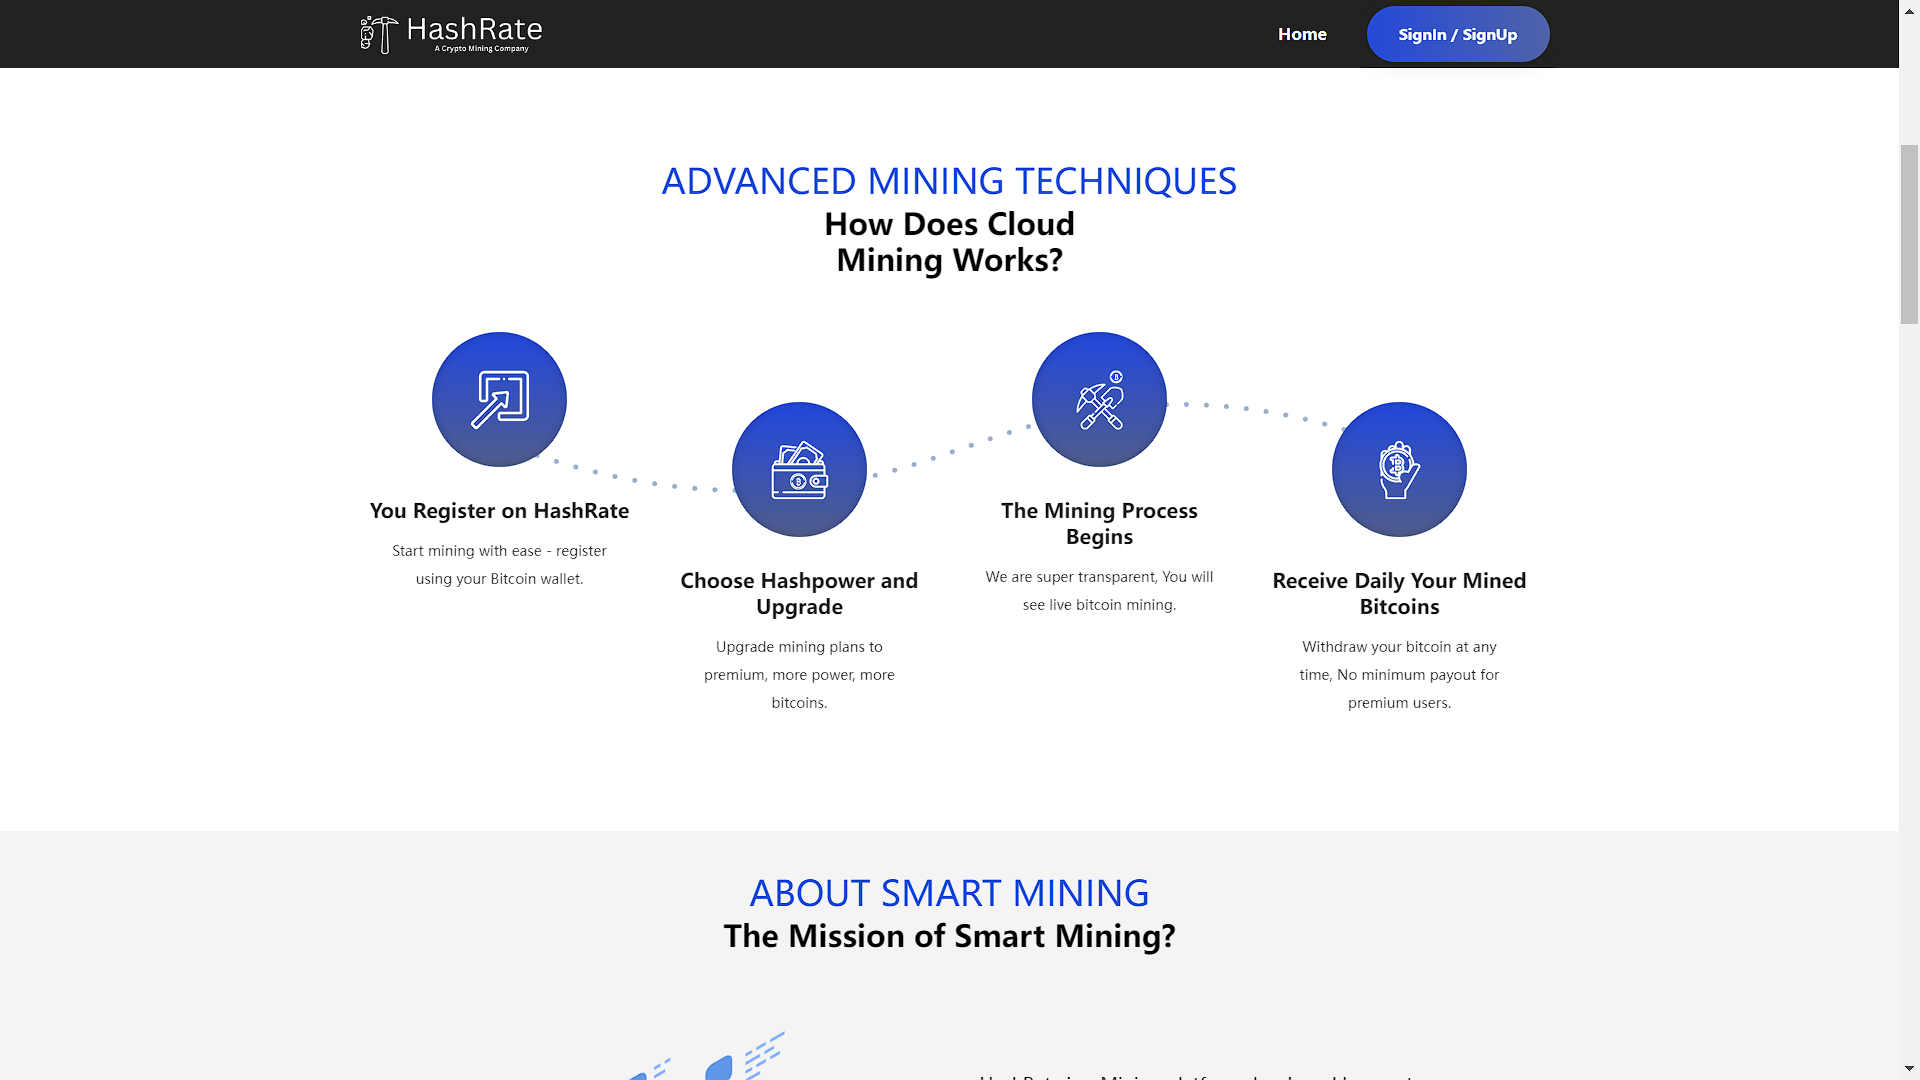 HashRate
A Crypto Mining Company
Home
SignIn / SignUp
ADVANCED MINING TECHNIQUES
How Does Cloud
Mining Works?
You Register on HashRate
Start mining with ease - register
using your Bitcoin wallet.
Choose Hashpower and
Upgrade
Upgrade mining plans to
premium, more power, more
bitcoins.
The Mining Process
Begins
We are super transparent, You will
see live bitcoin mining.
Receive Daily Your Mined
Bitcoins
Withdraw your bitcoin at any
time, No minimum payout for
premium users.
ABOUT SMART MINING
The Mission of Smart Mining?